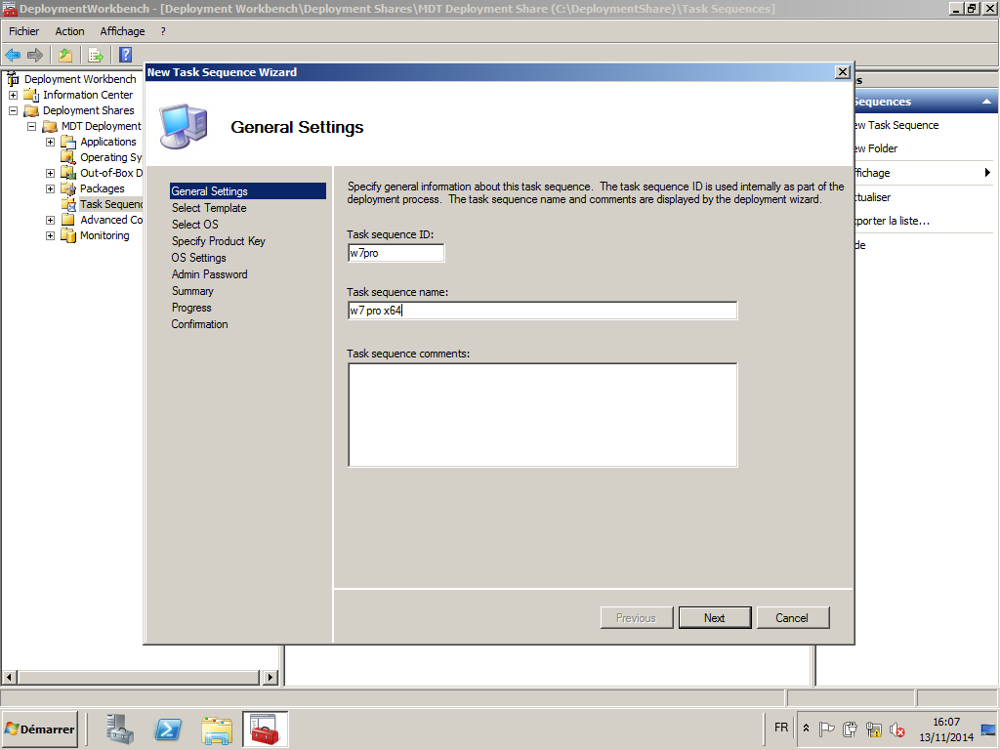 DeploymentWorkbench - [Deployment Workbench\Deployment Shares\MDT Deployment Share (C:\DeploymentShare)\Task Sequences]
Fichier Action Affichage ?
New Task Sequence Wizard
General Settings
Deployment Workbench
Information Center
Deployment Shares
MDT Deployment
Applications
Operating Sy
Out-of-Box D
Packages
Task Sequenc
Advanced Co
Monitoring
General Settings
Select Template
Select OS
Specify Product Key
OS Settings
Admin Password
Summary
Progress
Confirmation
Specify general information about this task sequence. The task sequence ID is used internally as part of the
deployment process. The task sequence name and comments are displayed by the deployment wizard.
Task sequence ID:
w7pro
Task sequence name:
w7 pro x64
Task sequence comments:
Previous Next Cancel
s
Sequences
ew Task Sequence
ew Folder
ffichage
ctualiser
xporter la liste...
de
Démarrer
FR
16:07
13/11/2014